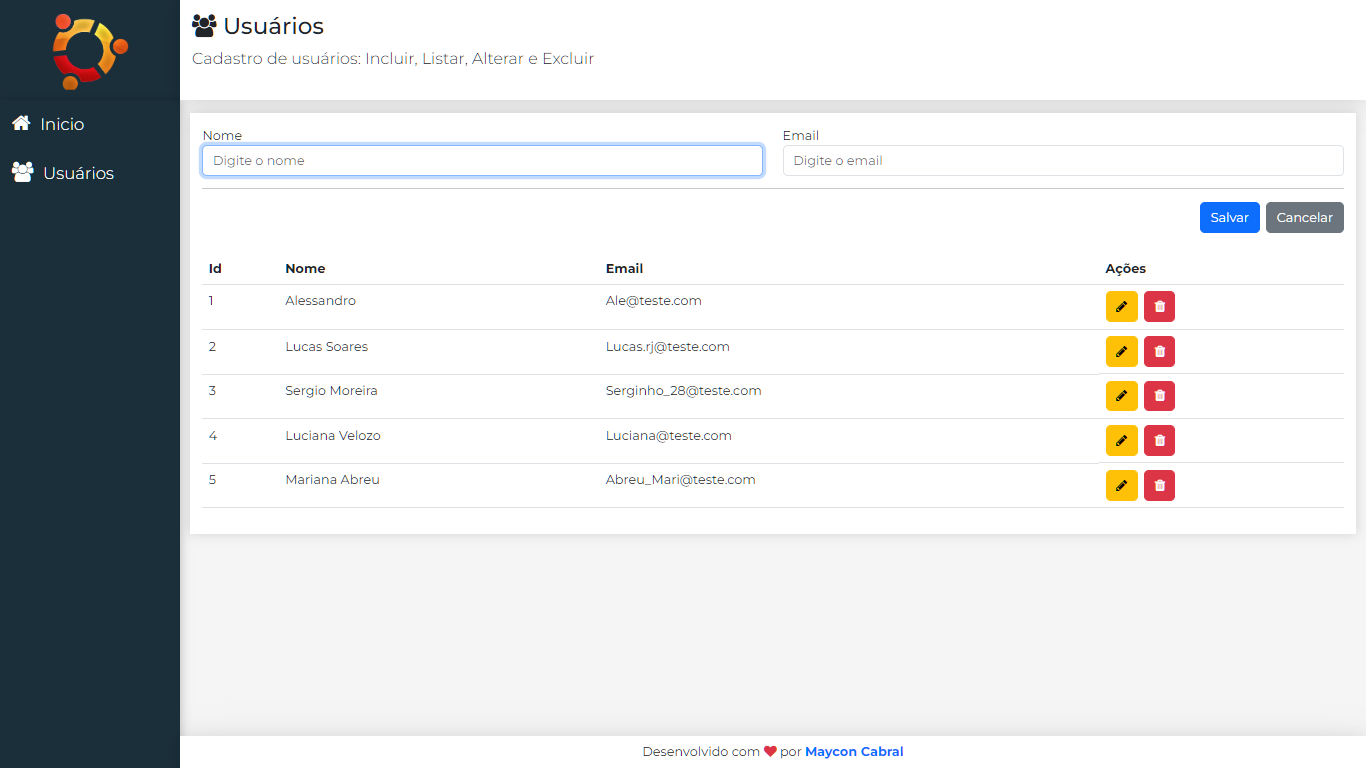 Usuários
Cadastro de usuários: Incluir, Listar, Alterar e Excluir
Inicio
Usuários
Nome Email
Digite o nome Digite o email
Salvar Cancelar
Id Nome Email Ações
1 Alessandro Ale@teste.com
2 Lucas Soares Lucas.rj@teste.com
3 Sergio Moreira Serginho_28@teste.com
4 Luciana Velozo Luciana@teste.com
5 Mariana Abreu Abreu_Mari@teste.com
Desenvolvido com ❤ por Maycon Cabral